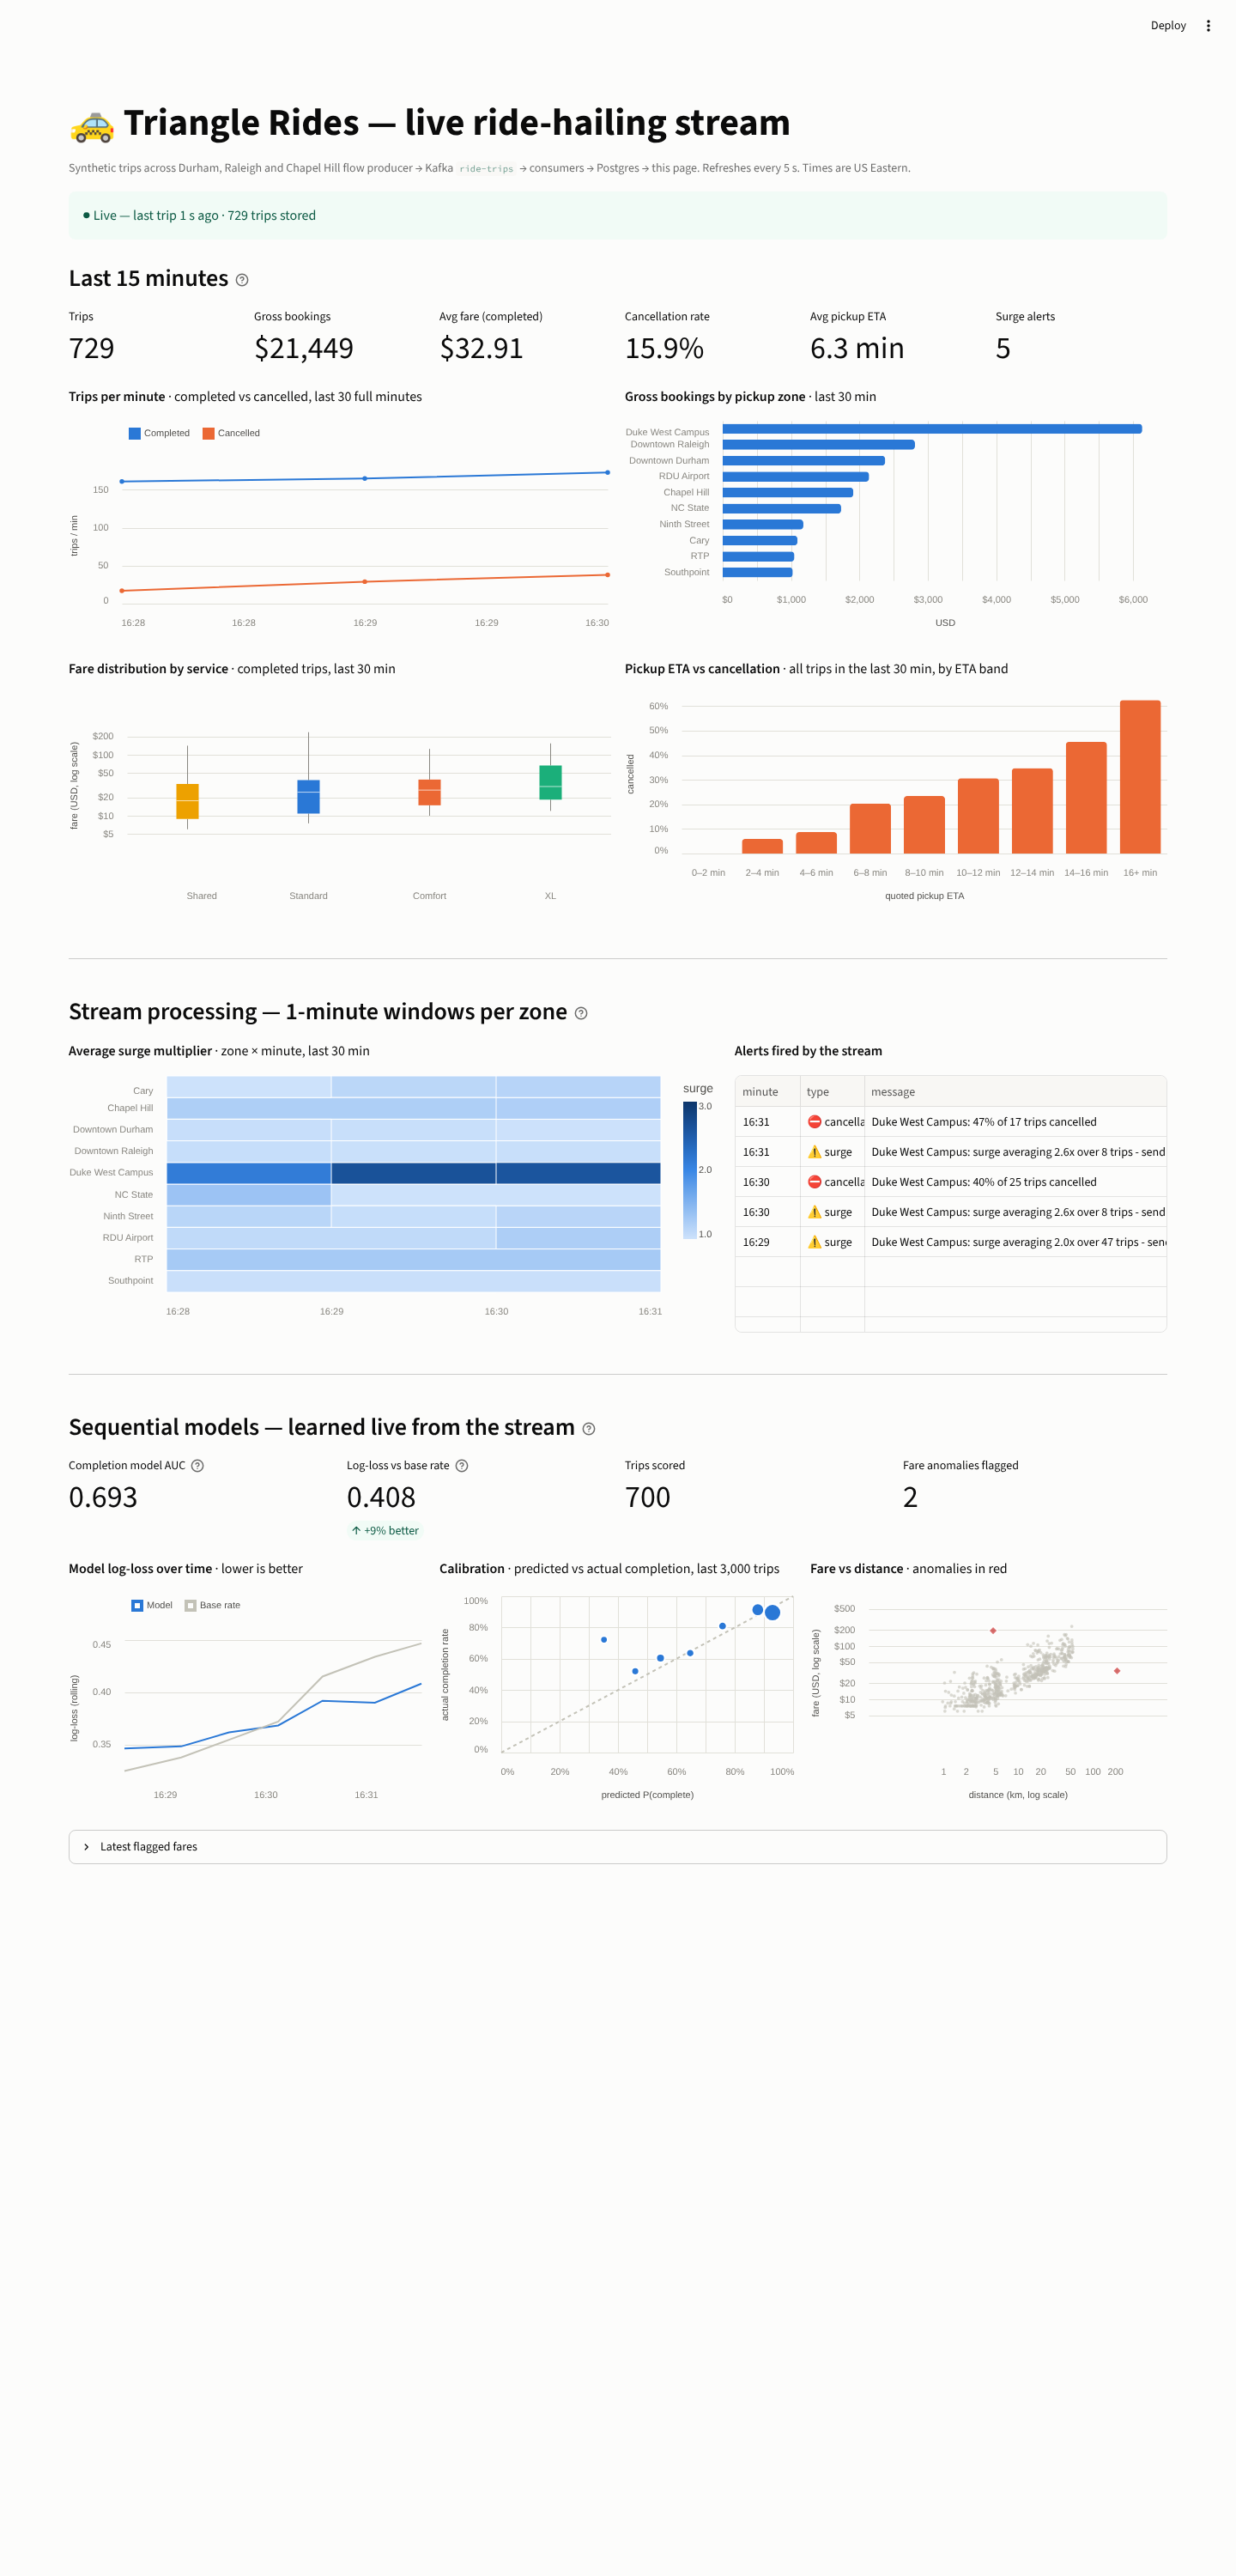 Deploy
🚕 Triangle Rides — live ride-hailing stream
Synthetic trips across Durham, Raleigh and Chapel Hill flow producer → Kafka ride-trips → consumers → Postgres → this page. Refreshes every 5 s. Times are US Eastern.
● Live — last trip 1 s ago · 729 trips stored
Last 15 minutes
Trips
729
Gross bookings
$21,449
Avg fare (completed)
$32.91
Cancellation rate
15.9%
Avg pickup ETA
6.3 min
Surge alerts
5
Trips per minute · completed vs cancelled, last 30 full minutes
Completed Cancelled
trips / min
150
100
50
0
16:28 16:28 16:29 16:29 16:30
Gross bookings by pickup zone · last 30 min
Duke West Campus
Downtown Raleigh
Downtown Durham
RDU Airport
Chapel Hill
NC State
Ninth Street
Cary
RTP
Southpoint
$0 $1,000 $2,000 $3,000 $4,000 $5,000 $6,000
USD
Fare distribution by service · completed trips, last 30 min
fare (USD, log scale)
$200
$100
$50
$20
$10
$5
Shared Standard Comfort XL
Pickup ETA vs cancellation · all trips in the last 30 min, by ETA band
cancelled
60%
50%
40%
30%
20%
10%
0%
0–2 min 2–4 min 4–6 min 6–8 min 8–10 min 10–12 min 12–14 min 14–16 min 16+ min
quoted pickup ETA
Stream processing — 1-minute windows per zone
Average surge multiplier · zone × minute, last 30 min
Cary
Chapel Hill
Downtown Durham
Downtown Raleigh
Duke West Campus
NC State
Ninth Street
RDU Airport
RTP
Southpoint
16:28 16:29 16:30 16:31
surge
3.0
2.0
1.0
Alerts fired by the stream
minute type message
16:31 ⛔ cancella Duke West Campus: 47% of 17 trips cancelled
16:31 ⚠️ surge Duke West Campus: surge averaging 2.6x over 8 trips - send
16:30 ⛔ cancella Duke West Campus: 40% of 25 trips cancelled
16:30 ⚠️ surge Duke West Campus: surge averaging 2.6x over 8 trips - send
16:29 ⚠️ surge Duke West Campus: surge averaging 2.0x over 47 trips - sen
Sequential models — learned live from the stream
Completion model AUC
0.693
Log-loss vs base rate
0.408
↑ +9% better
Trips scored
700
Fare anomalies flagged
2
Model log-loss over time · lower is better
Model Base rate
log-loss (rolling)
0.45
0.40
0.35
16:29 16:30 16:31
Calibration · predicted vs actual completion, last 3,000 trips
actual completion rate
100%
80%
60%
40%
20%
0%
0% 20% 40% 60% 80% 100%
predicted P(complete)
Fare vs distance · anomalies in red
fare (USD, log scale)
$500
$200
$100
$50
$20
$10
$5
1 2 5 10 20 50 100 200
distance (km, log scale)
Latest flagged fares